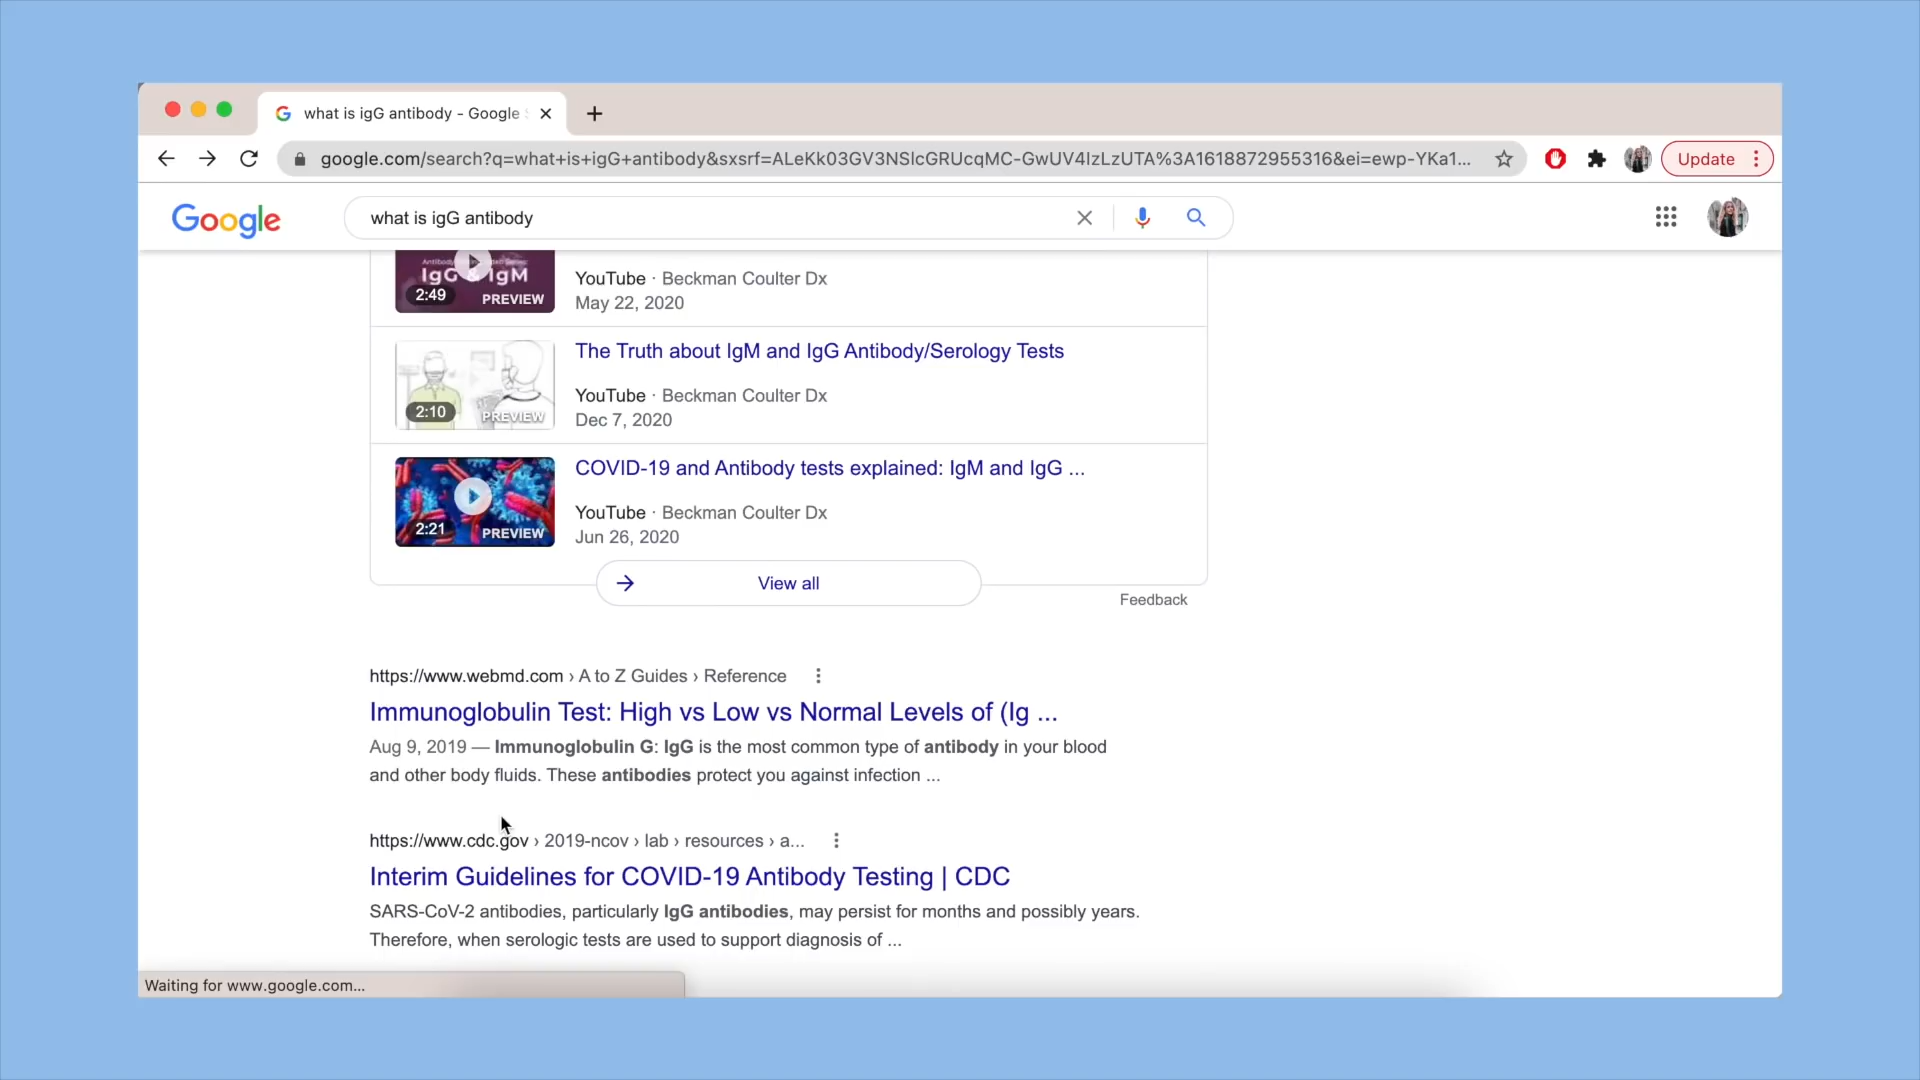 what is igG antibody - Google
google.com/search?q=what+is+igG+antibody&sxsrf=ALeKk03GV3NSlcGRUcqMC-GwUV4IzLzUTA%3A1618872955316&ei=ewp-YKa1...
Update
Google
what is igG antibody
IgG & IgM
2:49
PREVIEW
YouTube · Beckman Coulter Dx
May 22, 2020
The Truth about IgM and IgG Antibody/Serology Tests
2:10
PREVIEW
YouTube · Beckman Coulter Dx
Dec 7, 2020
COVID-19 and Antibody tests explained: IgM and IgG ...
2:21
PREVIEW
YouTube · Beckman Coulter Dx
Jun 26, 2020
View all
Feedback
https://www.webmd.com › A to Z Guides › Reference
Immunoglobulin Test: High vs Low vs Normal Levels of (Ig ...
Aug 9, 2019 — Immunoglobulin G: IgG is the most common type of antibody in your blood
and other body fluids. These antibodies protect you against infection ...
https://www.cdc.gov › 2019-ncov › lab › resources › a...
Interim Guidelines for COVID-19 Antibody Testing | CDC
SARS-CoV-2 antibodies, particularly IgG antibodies, may persist for months and possibly years.
Therefore, when serologic tests are used to support diagnosis of ...
Waiting for www.google.com...